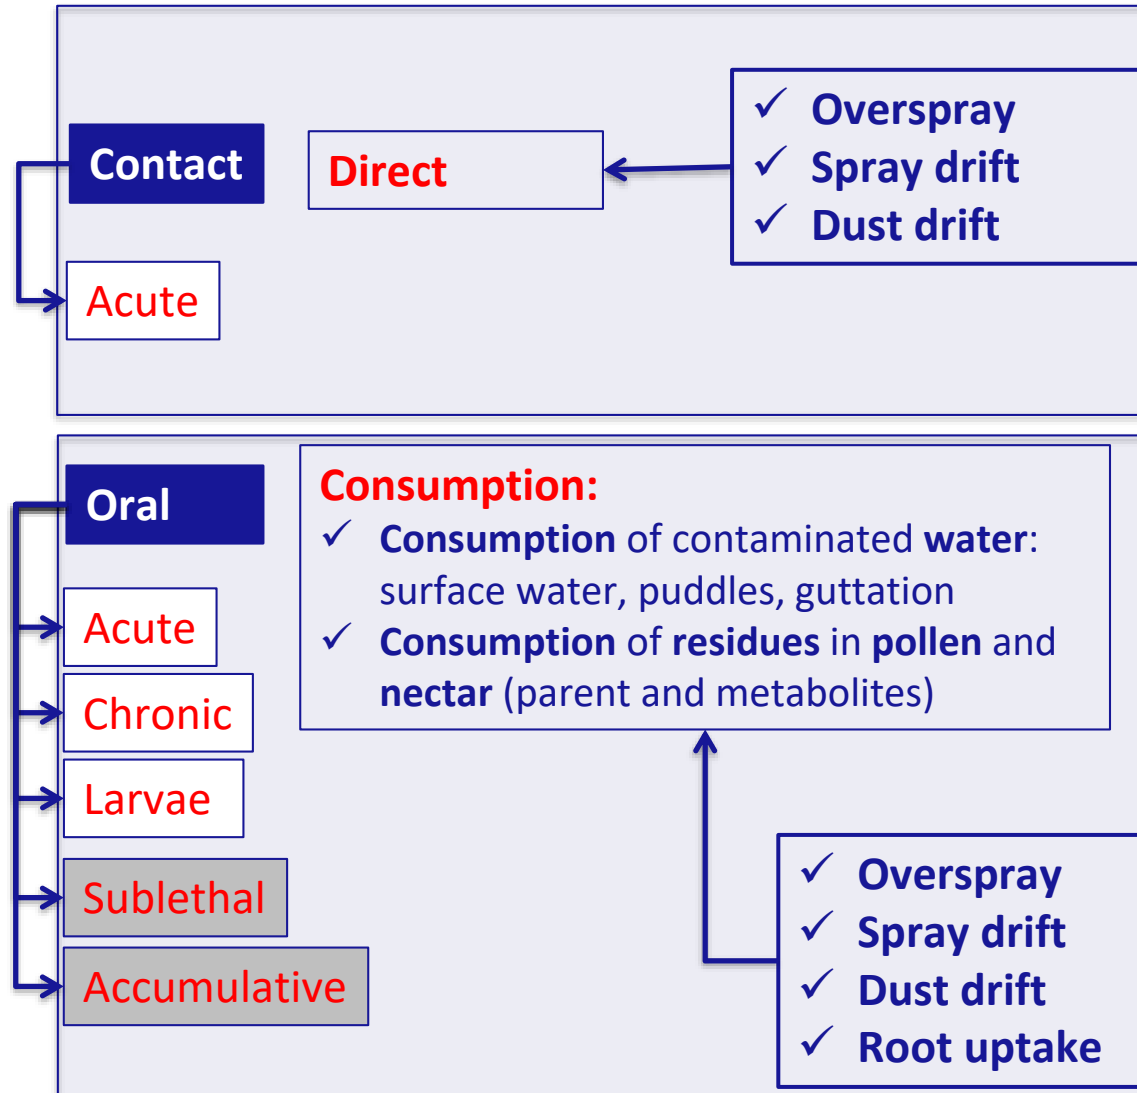 Contact
Direct
✓ Overspray
✓ Spray drift
✓ Dust drift
Acute
Oral
Consumption:
✓ Consumption of contaminated water:
surface water, puddles, guttation
✓ Consumption of residues in pollen and
nectar (parent and metabolites)
Acute
Chronic
Larvae
Sublethal
Accumulative
✓ Overspray
✓ Spray drift
✓ Dust drift
✓ Root uptake